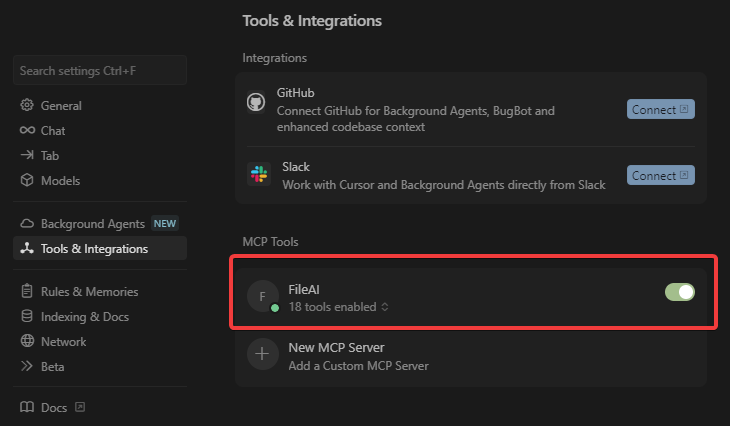 Tools & Integrations
Search settings Ctrl+F
General
Chat
Tab
Models
Background Agents NEW
Tools & Integrations
Rules & Memories
Indexing & Docs
Network
Beta
Docs
Integrations
GitHub
Connect GitHub for Background Agents, BugBot and
enhanced codebase context
Connect
Slack
Work with Cursor and Background Agents directly from Slack
Connect
MCP Tools
F
FileAI
18 tools enabled
New MCP Server
Add a Custom MCP Server